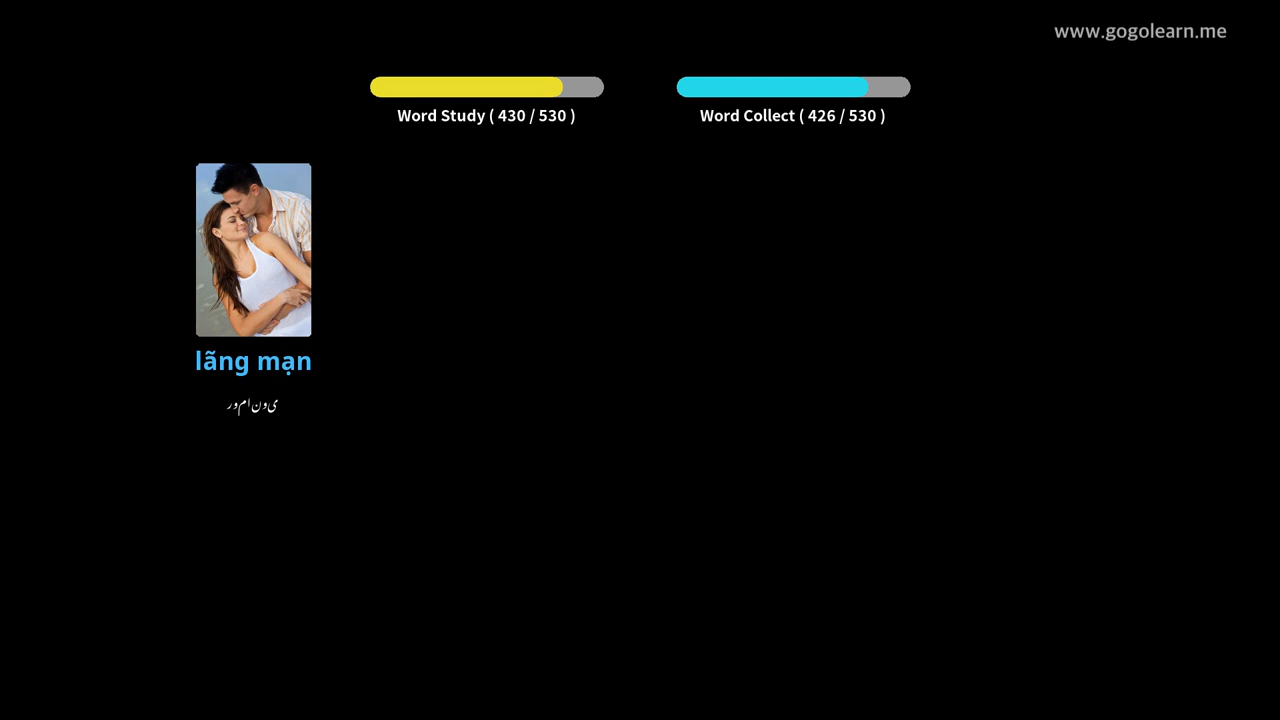 www.gogolearn.me
Word Study ( 430 / 530 )
Word Collect ( 426 / 530 )
lãng mạn
رومانوی